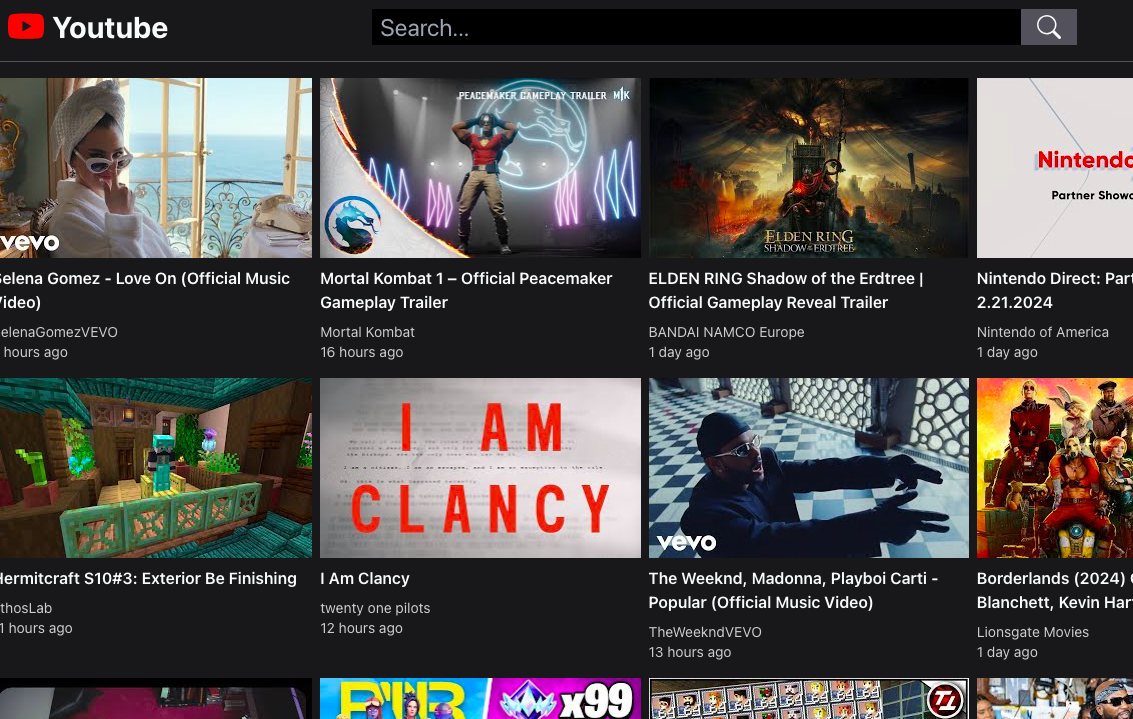 Youtube
Search...
PEACEMAKER GAMEPLAY TRAILER
vevo
ELDEN RING
SHADOW OF THE ERDTREE
Nintendo
Partner Showc
Selena Gomez - Love On (Official Music
Video)
elenaGomezVEVO
hours ago
Mortal Kombat 1 – Official Peacemaker
Gameplay Trailer
Mortal Kombat
16 hours ago
ELDEN RING Shadow of the Erdtree |
Official Gameplay Reveal Trailer
BANDAI NAMCO Europe
1 day ago
Nintendo Direct: Part
2.21.2024
Nintendo of America
1 day ago
I AM
CLANCY
vevo
Hermitcraft S10#3: Exterior Be Finishing
thosLab
1 hours ago
I Am Clancy
twenty one pilots
12 hours ago
The Weeknd, Madonna, Playboi Carti -
Popular (Official Music Video)
TheWeekndVEVO
13 hours ago
Borderlands (2024)
Blanchett, Kevin Har
Lionsgate Movies
1 day ago
x99
TZ